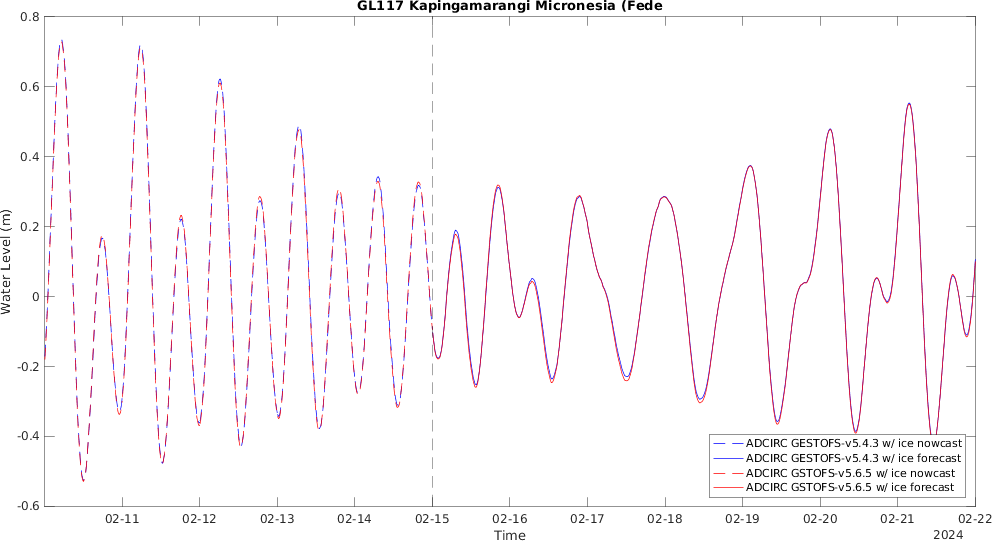 GL117 Kapingamarangi Micronesia (Fede
0.8
0.6
0.4
0.2
0
-0.2
-0.4
-0.6
Water Level (m)
ADCIRC GESTOFS-v5.4.3 w/ ice nowcast
ADCIRC GESTOFS-v5.4.3 w/ ice forecast
ADCIRC GSTOFS-v5.6.5 w/ ice nowcast
ADCIRC GSTOFS-v5.6.5 w/ ice forecast
02-11 02-12 02-13 02-14 02-15 02-16 02-17 02-18 02-19 02-20 02-21 02-22
Time
2024